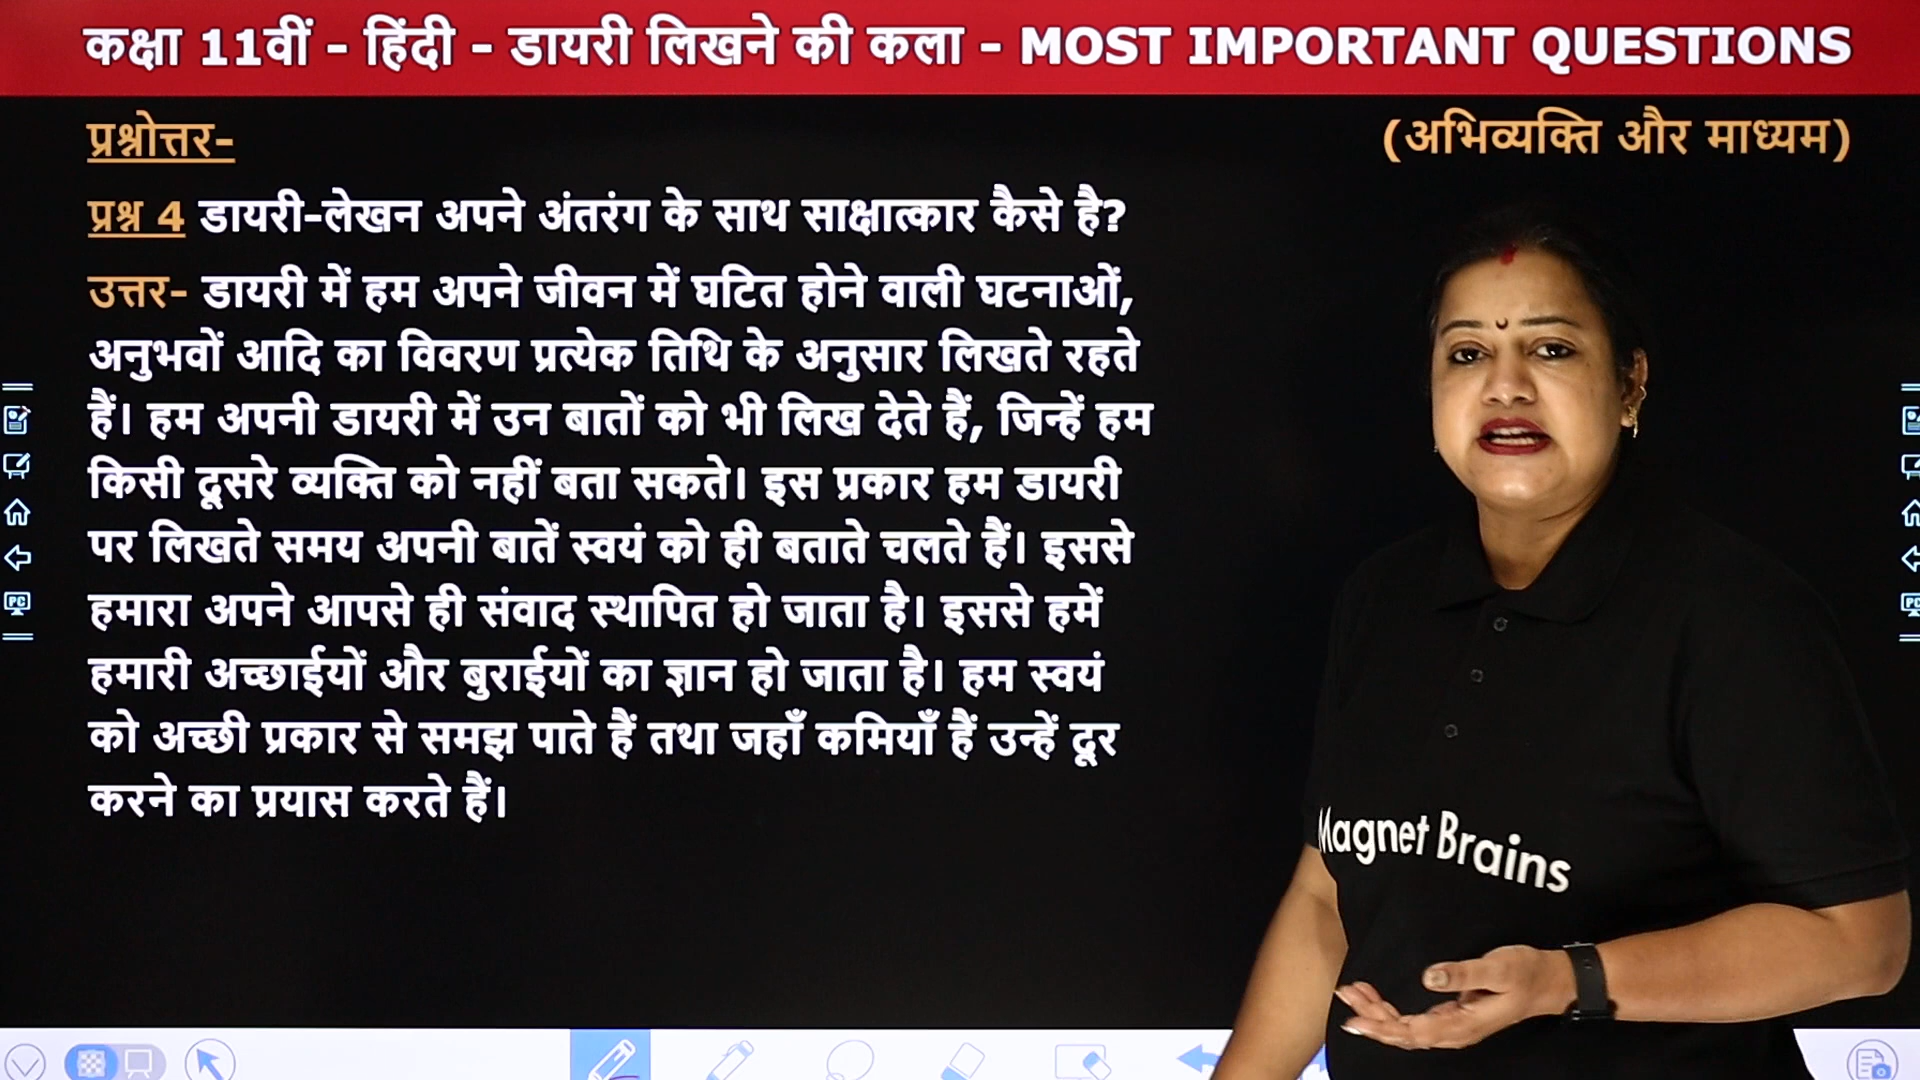 कक्षा 11वीं - हिंदी - डायरी लिखने की कला - MOST IMPORTANT QUESTIONS
प्रश्नोत्तर-
(अभिव्यक्ति और माध्यम)
प्रश्न 4 डायरी-लेखन अपने अंतरंग के साथ साक्षात्कार कैसे है?
उत्तर- डायरी में हम अपने जीवन में घटित होने वाली घटनाओं,
अनुभवों आदि का विवरण प्रत्येक तिथि के अनुसार लिखते रहते
हैं। हम अपनी डायरी में उन बातों को भी लिख देते हैं, जिन्हें हम
किसी दूसरे व्यक्ति को नहीं बता सकते। इस प्रकार हम डायरी
पर लिखते समय अपनी बातें स्वयं को ही बताते चलते हैं। इससे
हमारा अपने आपसे ही संवाद स्थापित हो जाता है। इससे हमें
हमारी अच्छाईयों और बुराईयों का ज्ञान हो जाता है। हम स्वयं
को अच्छी प्रकार से समझ पाते हैं तथा जहाँ कमियाँ हैं उन्हें दूर
करने का प्रयास करते हैं।
Magnet Brains
PC
PC